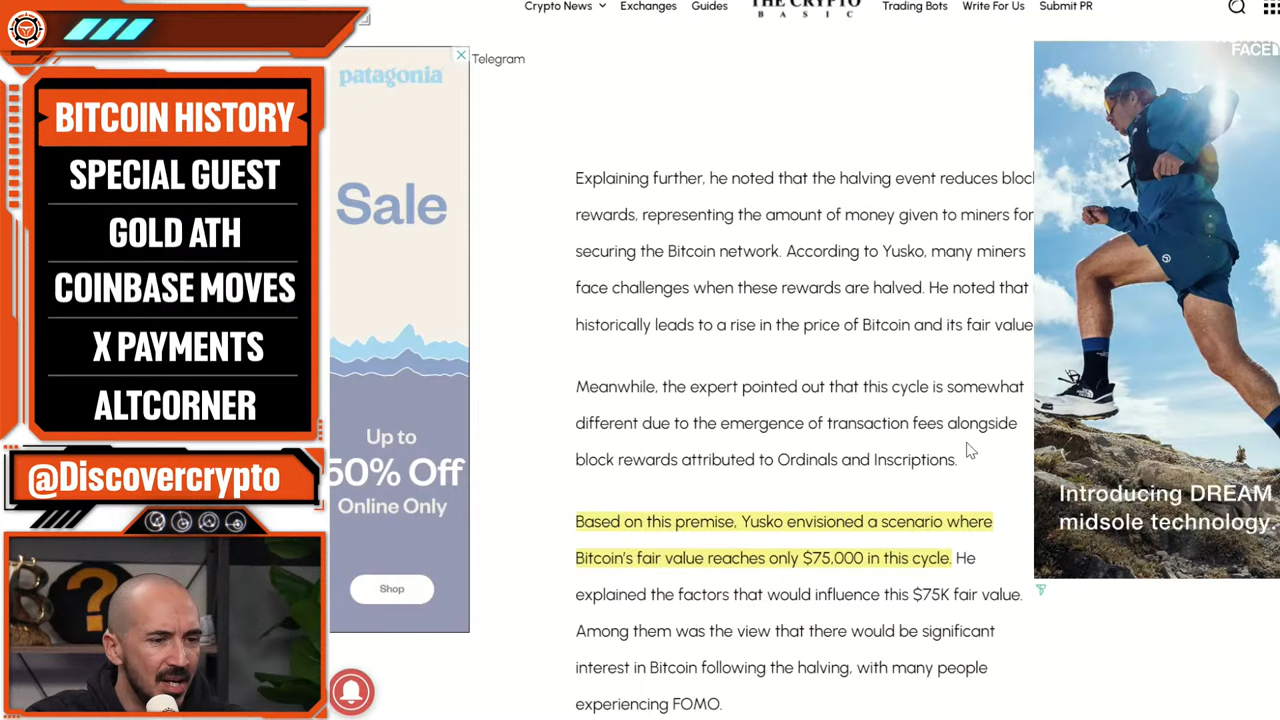 Crypto News
Exchanges
Guides
THE CRYPTO
BASIC
Trading Bots
Write For Us
Submit PR
BITCOIN HISTORY
SPECIAL GUEST
GOLD ATH
COINBASE MOVES
X PAYMENTS
ALTCORNER
@Discovercrypto
patagonia
Sale
Up to
50% Off
Online Only
Shop
Telegram
Explaining further, he noted that the halving event reduces block
rewards, representing the amount of money given to miners for
securing the Bitcoin network. According to Yusko, many miners
face challenges when these rewards are halved. He noted that
historically leads to a rise in the price of Bitcoin and its fair value
Meanwhile, the expert pointed out that this cycle is somewhat
different due to the emergence of transaction fees alongside
block rewards attributed to Ordinals and Inscriptions.
Based on this premise, Yusko envisioned a scenario where
Bitcoin's fair value reaches only $75,000 in this cycle. He
explained the factors that would influence this $75K fair value.
Among them was the view that there would be significant
interest in Bitcoin following the halving, with many people
experiencing FOMO.
FACE
Introducing DREAM
midsole technology.